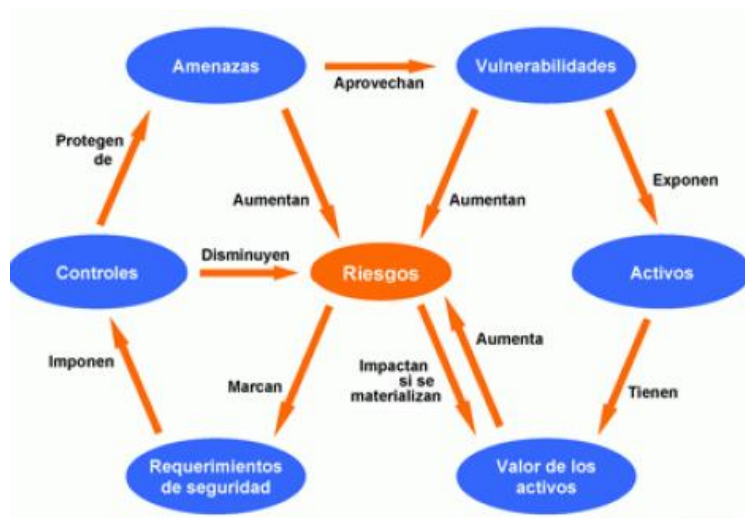 Amenazas
Aprovechan
Vulnerabilidades
Protegen
de
Aumentan
Aumentan
Exponen
Controles
Disminuyen
Riesgos
Activos
Imponen
Marcan
Impactan
si se
materializan
Aumenta
Tienen
Requerimientos
de seguridad
Valor de los
activos